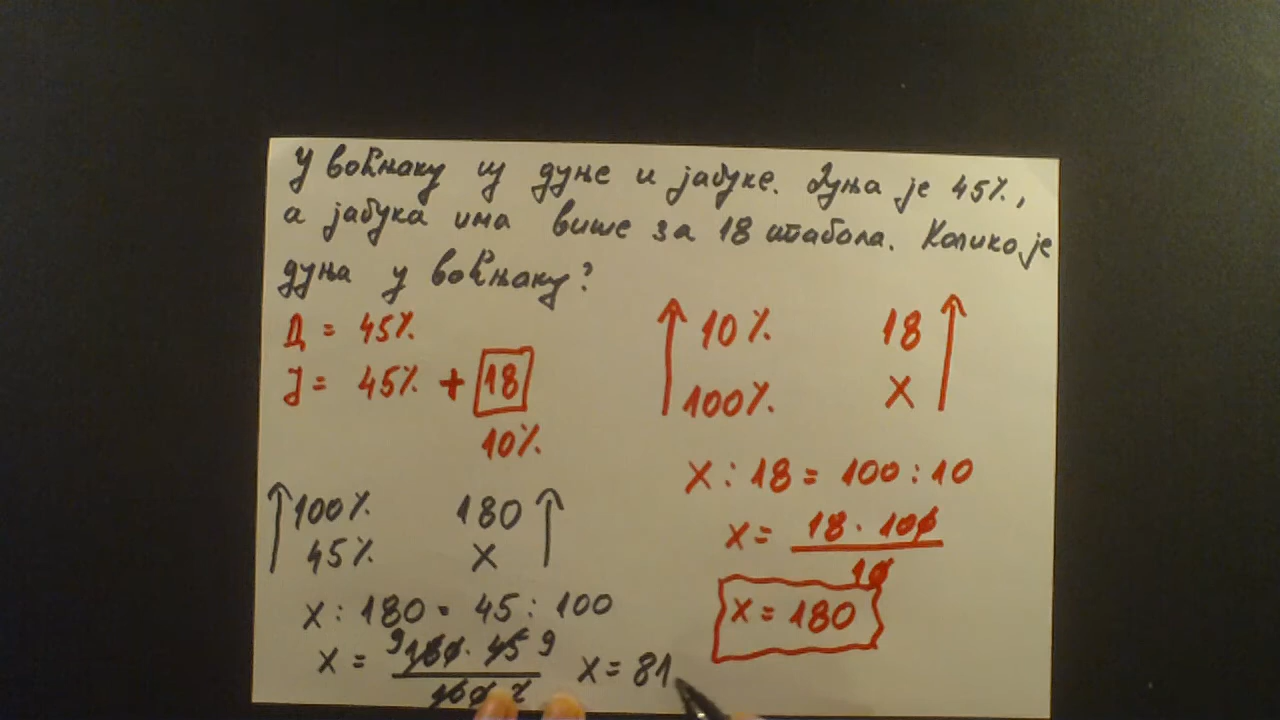 У воћњаку су дуње и јабуке. Дуња је 45%,
а јабука има више за 18 стабала. Колико је
дуња у воћњаку?
Д = 45%
Ј = 45% + 18
10%
10% 18
100% X
X : 18 = 100 : 10
X = 18 · 100
10
X = 180
100% 180
45% X
X : 180 = 45 : 100
X = 9 180 · 45 9
100 2
X = 81